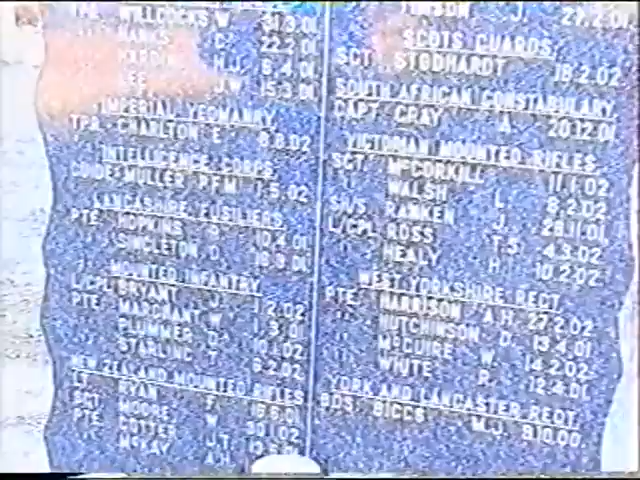 TPR. WILLCOCKS W. 31.3.01
" HANKS C. 22.2.01
" HARDIN H.J. 6.4.01
" LEE J.W. 15.3.01
IMPERIAL YEOMANRY
TPR. CHARLTON E. 8.8.02
INTELLIGENCE CORPS
GUIDE MULLER P.F.M. 1.5.02
LANCASHIRE FUSILIERS
PTE. HOPKINS 10.4.01
" SINGLETON
MOUNTED INFANTRY
L/CPL BRYANT J. 1.2.02
PTE. MARCHANT W. 1.3.01
" PLUMMER D. 10.1.02
" STARLING T. 6.2.02
NEW ZEALAND MOUNTED RIFLES
LT. RYAN F. 16.6.01
SGT. MOORE W. 30.1.02
PTE. COTTER J.T.
" McKAY A.H.
TIMSON J. 27.2.01
SCOTS GUARDS
SGT. STODHARDT 18.2.02
SOUTH AFRICAN CONSTABULARY
CAPT. GRAY A. 20.12.01
VICTORIAN MOUNTED RIFLES
SGT. McCORKILL 11.1.02
" WALSH L. 8.2.02
SH/S RANKEN J. 28.11.01
L/CPL ROSS T.S. 4.3.02
" HEALY H. 10.2.02
WEST YORKSHIRE REGT.
PTE. HARRISON A.H. 27.2.02
" HUTCHINSON D. 13.4.01
" McGUIRE W. 14.2.02
" WHITE R. 12.4.01
YORK AND LANCASTER REGT.
BDS. BIGGS M.J. 8.10.00